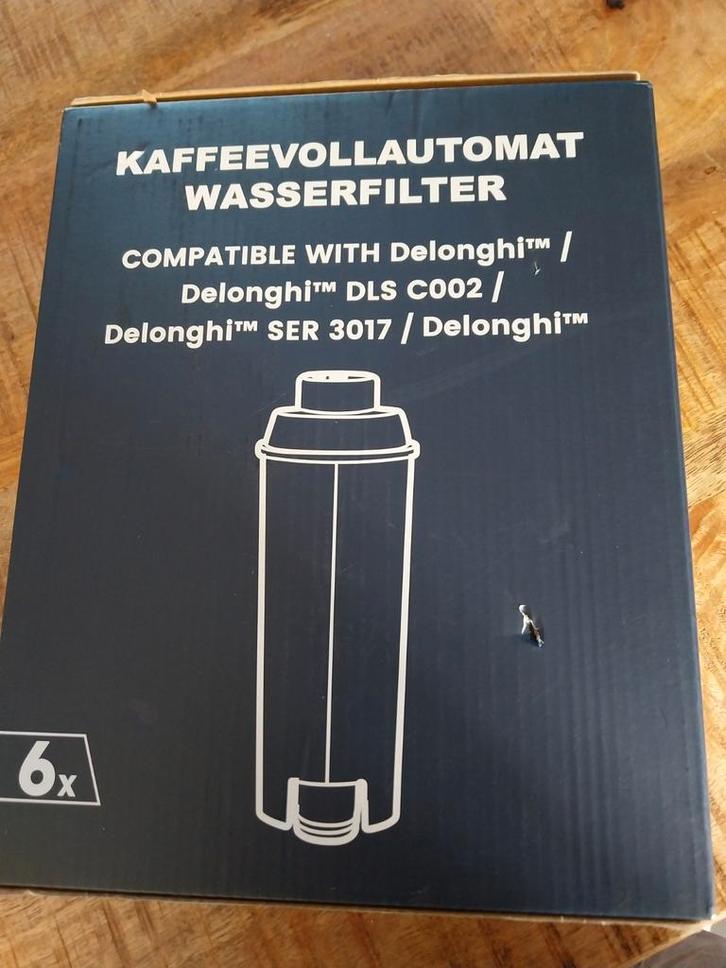 KAFFEEVOLLAUTOMAT
WASSERFILTER
COMPATIBLE WITH Delonghi™ /
Delonghi™ DLS C002 /
Delonghi™ SER 3017 / Delonghi™
6x